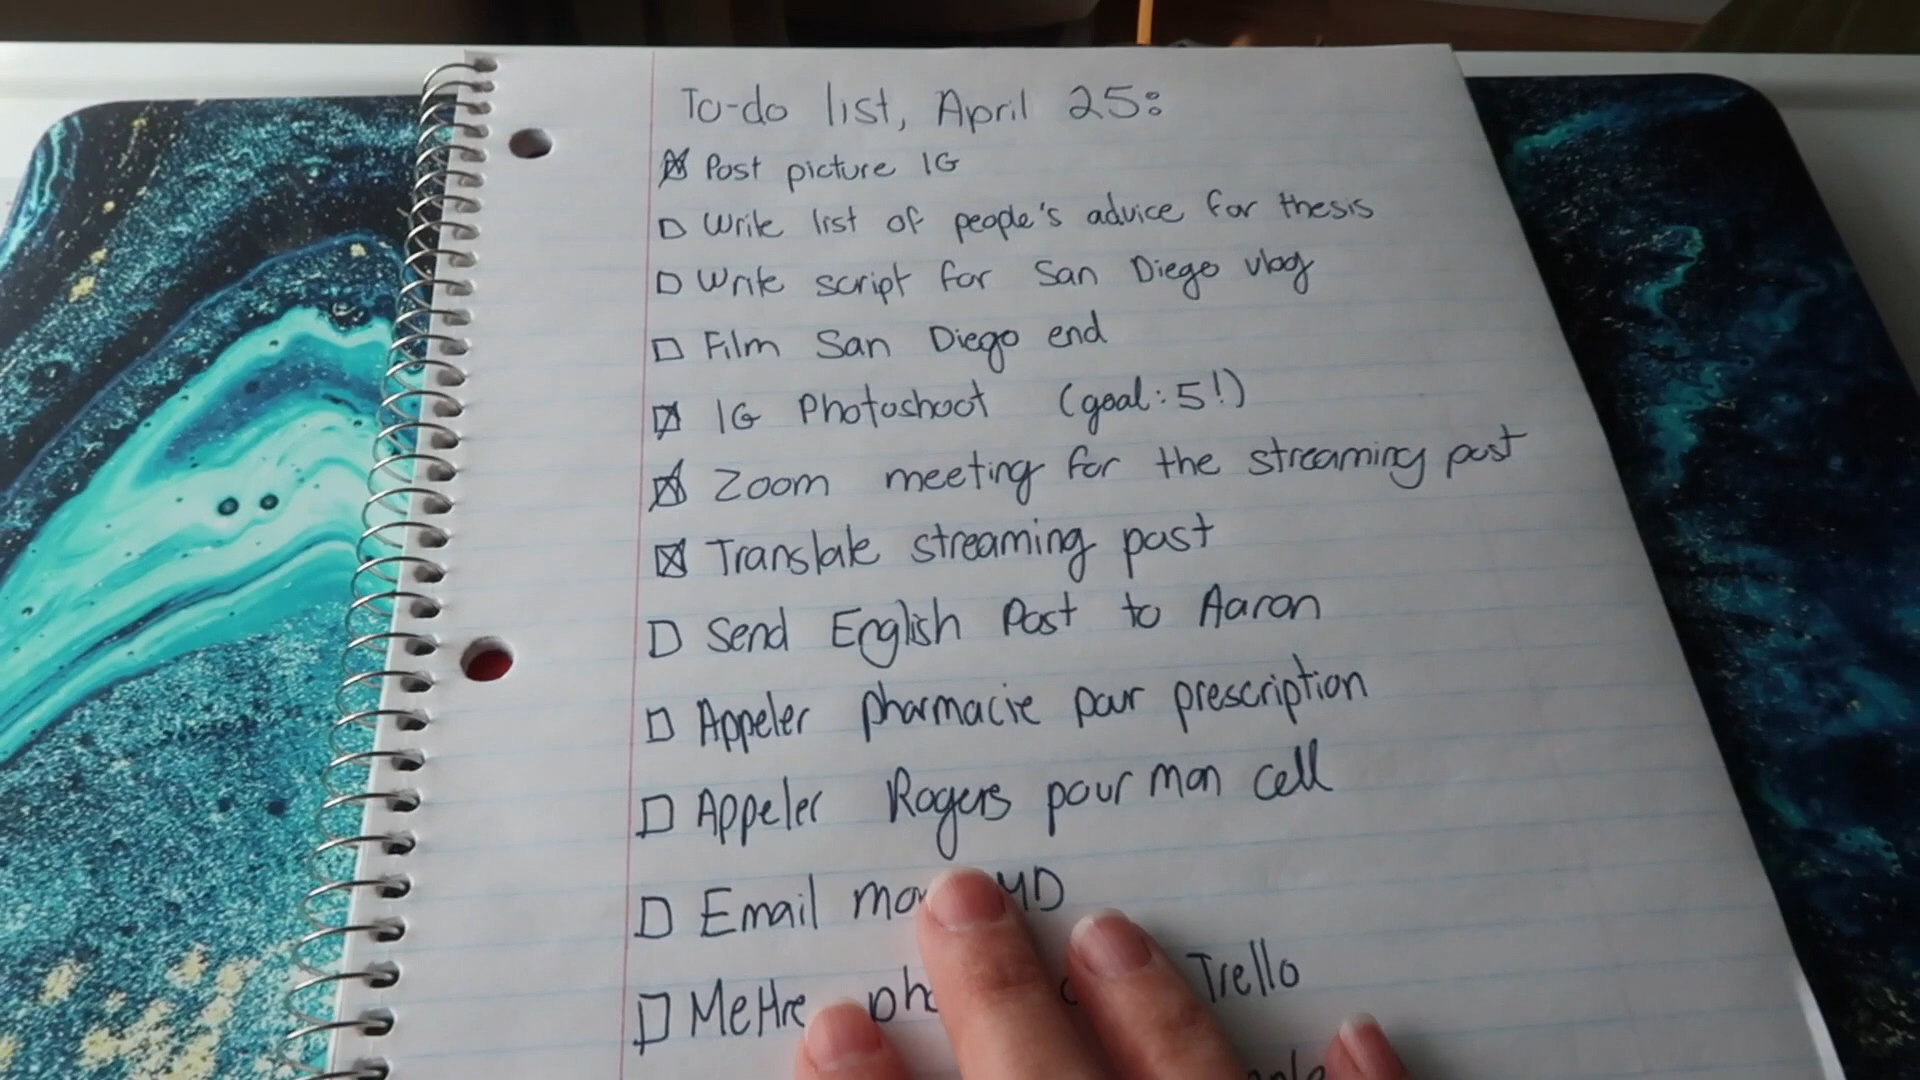 To-do list, April 25:
Post picture IG
Write list of people's advice for thesis
Write script for San Diego vlog
Film San Diego end
IG Photoshoot (goal: 5!)
Zoom meeting for the streaming post
Translate streaming post
Send English Post to Aaron
Appeler pharmacie pour prescription
Appeler Rogers pour mon cell
Email MD
Mettre Trello